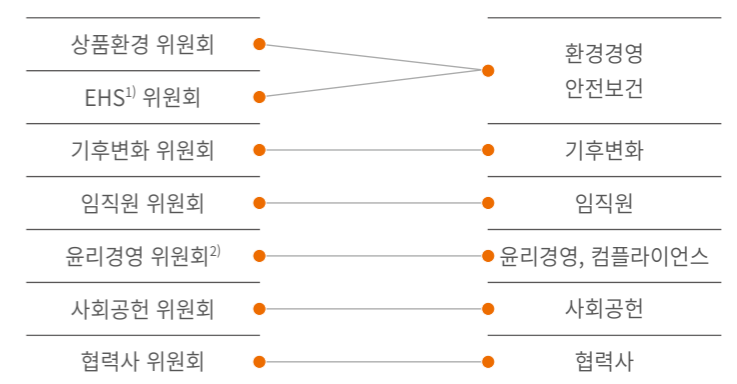 상품환경 위원회
EHS1) 위원회
환경경영
안전보건
기후변화 위원회
기후변화
임직원 위원회
임직원
윤리경영 위원회2)
윤리경영, 컴플라이언스
사회공헌 위원회
사회공헌
협력사 위원회
협력사